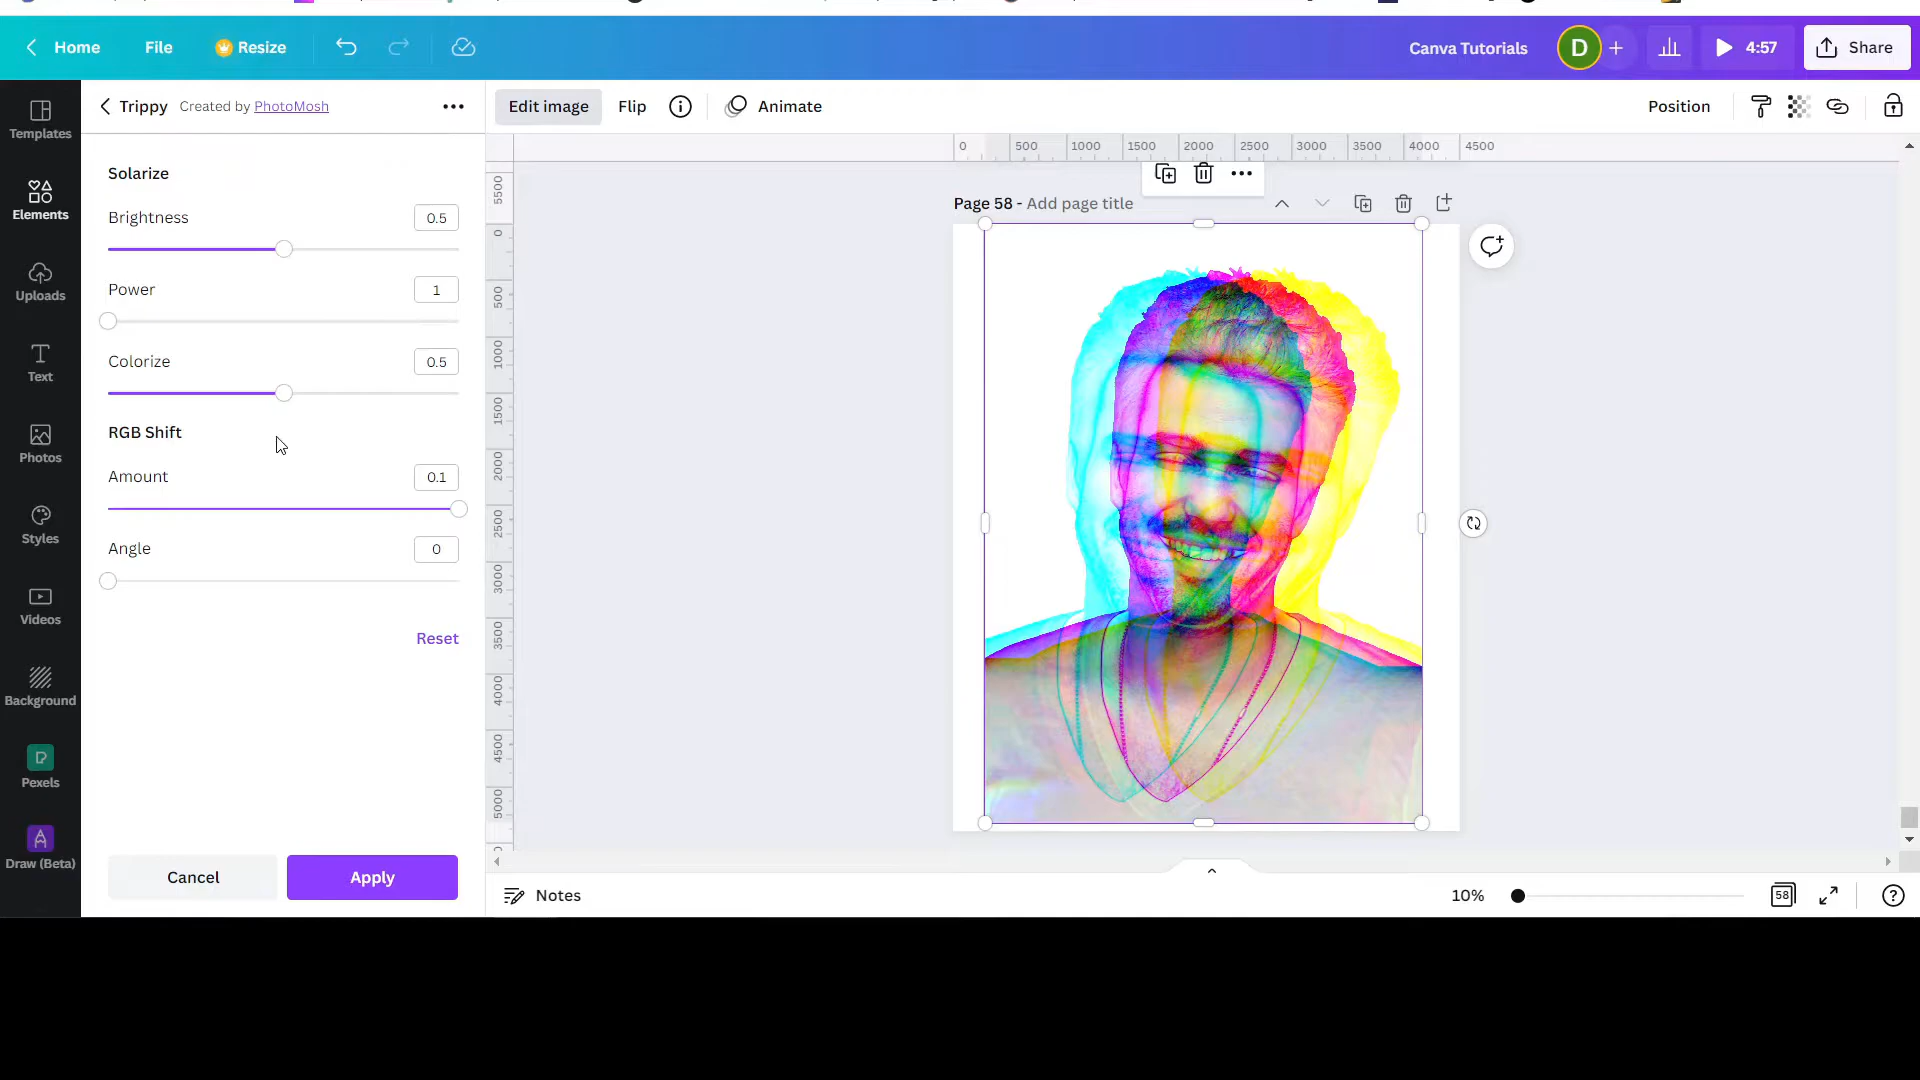 Home
File
Resize
Canva Tutorials
D
4:57
Share
Templates
Elements
Uploads
Text
Photos
Styles
Videos
Background
Pexels
Draw (Beta)
Trippy Created by PhotoMosh
Solarize
Brightness 0.5
Power 1
Colorize 0.5
RGB Shift
Amount 0.1
Angle 0
Reset
Cancel
Apply
Edit image
Flip
Animate
Position
0 500 1000 1500 2000 2500 3000 3500 4000 4500
5500
0
500
1000
1500
2000
2500
3000
3500
4000
4500
5000
Page 58 - Add page title
Notes
10%
58